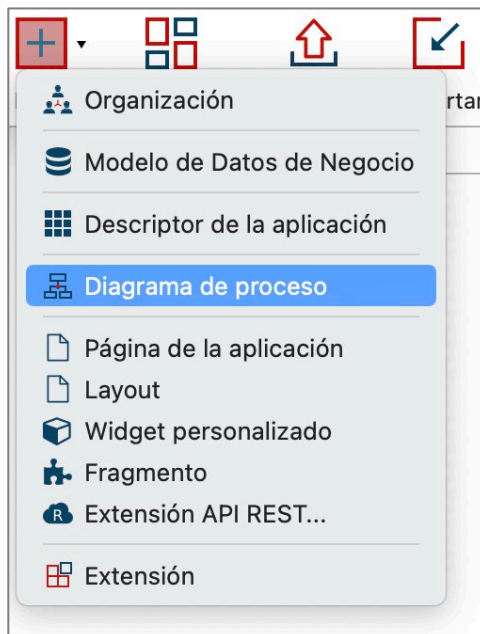 Organización
rtar
Modelo de Datos de Negocio
Descriptor de la aplicación
Diagrama de proceso
Página de la aplicación
Layout
Widget personalizado
Fragmento
R
Extensión API REST...
Extensión